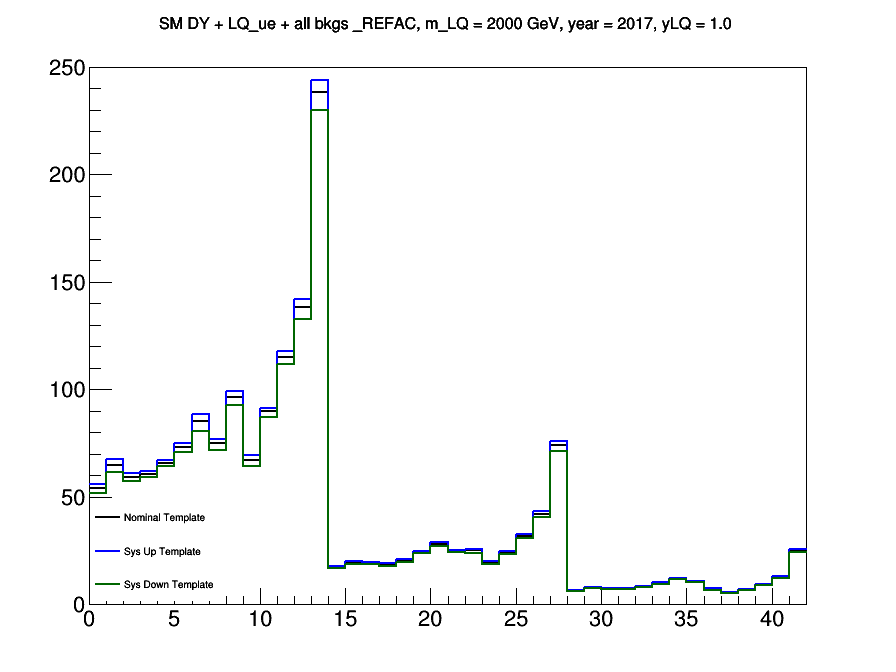 SM DY + LQ_ue + all bkgs _REFAC, m_LQ = 2000 GeV, year = 2017, yLQ = 1.0
250
200
150
100
50
0
Nominal Template
Sys Up Template
Sys Down Template
0 5 10 15 20 25 30 35 40